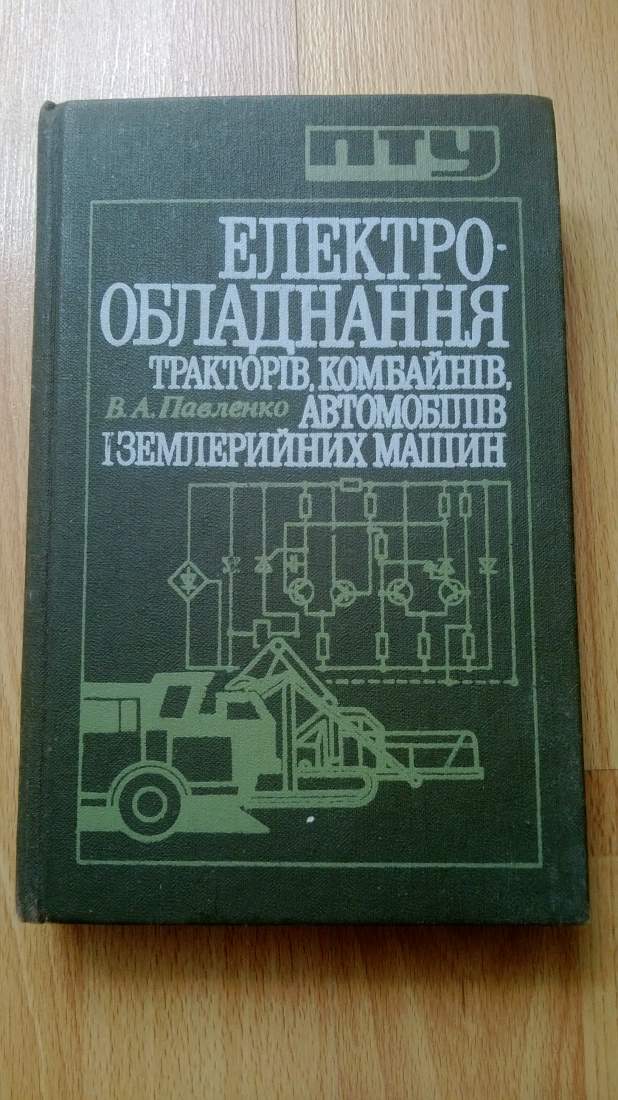 ПТУ
ЕЛЕКТРО-
ОБЛАДНАННЯ
ТРАКТОРІВ, КОМБАЙНІВ,
В. А. Павленко АВТОМОБІЛІВ
І ЗЕМЛЕРИЙНИХ МАШИН